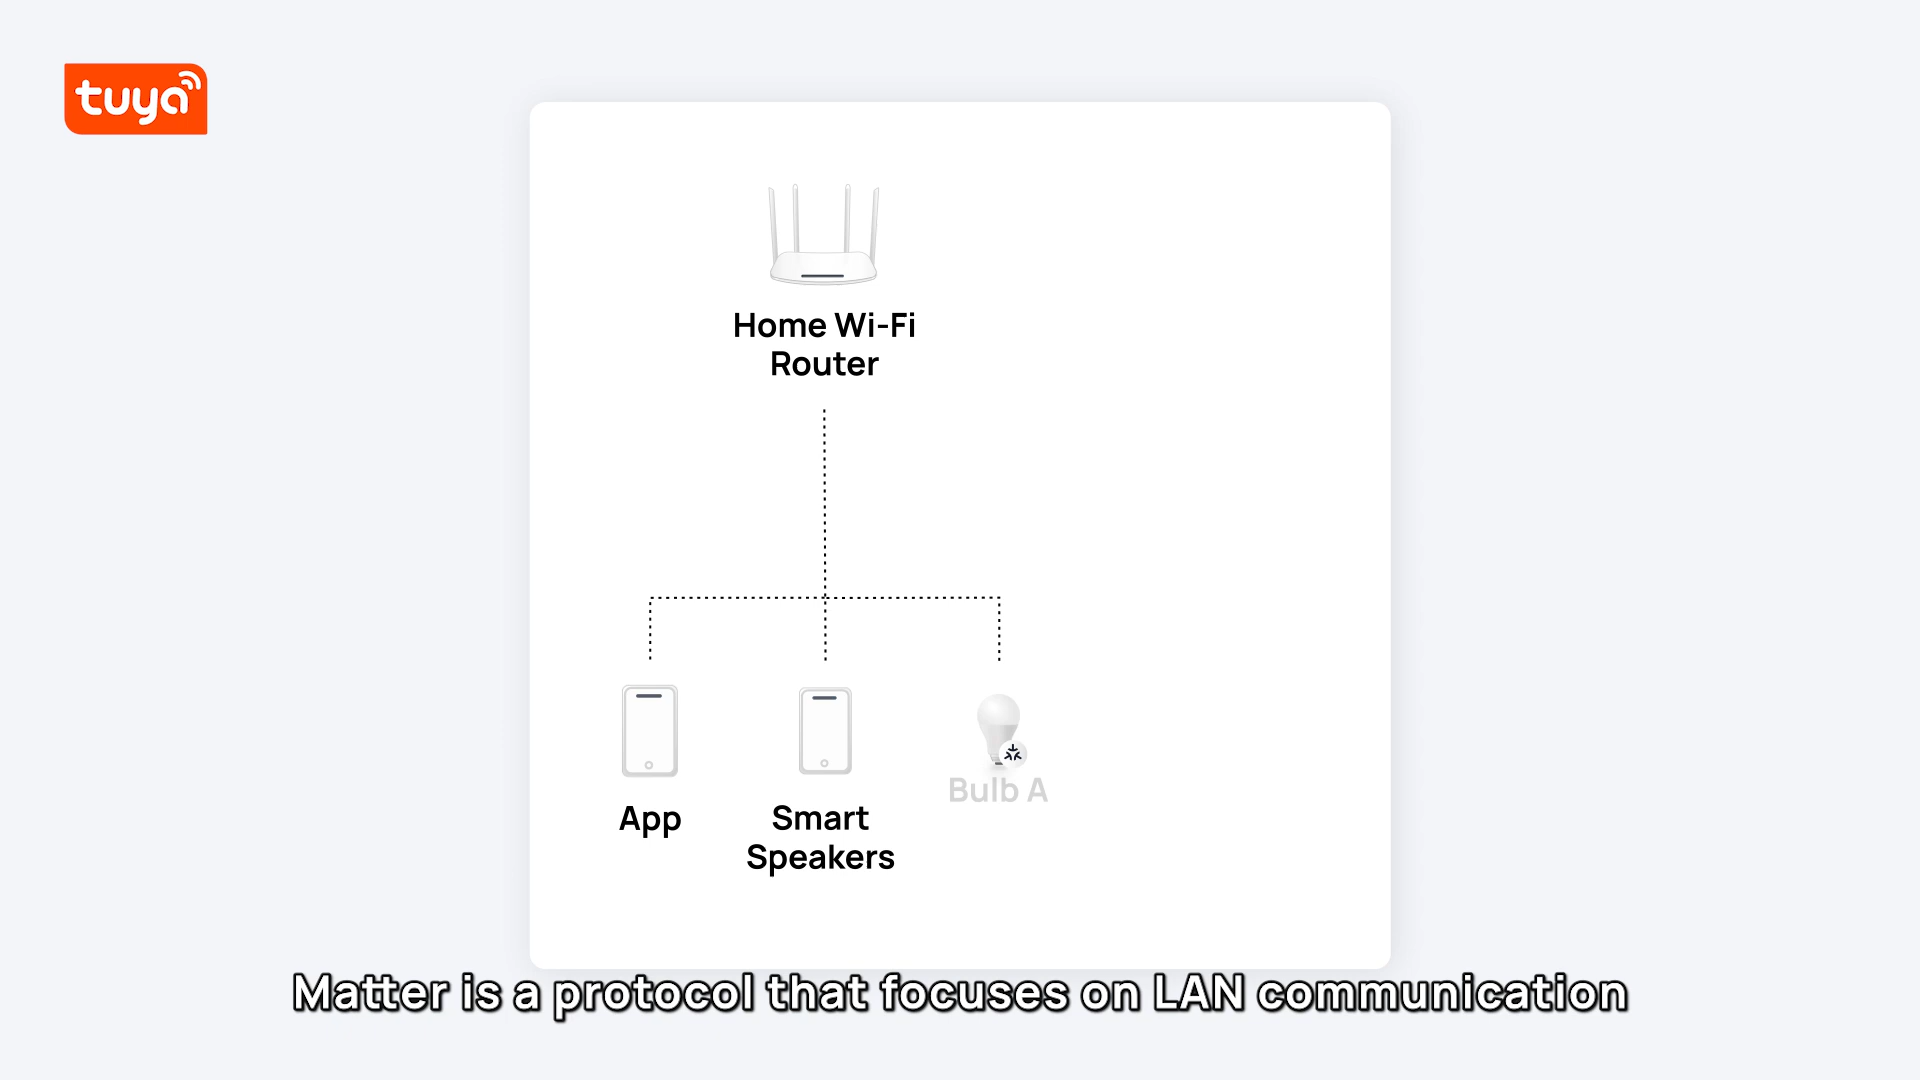 tuya
Home Wi-Fi
Router
App
Smart
Speakers
Bulb A
Matter is a protocol that focuses on LAN communication